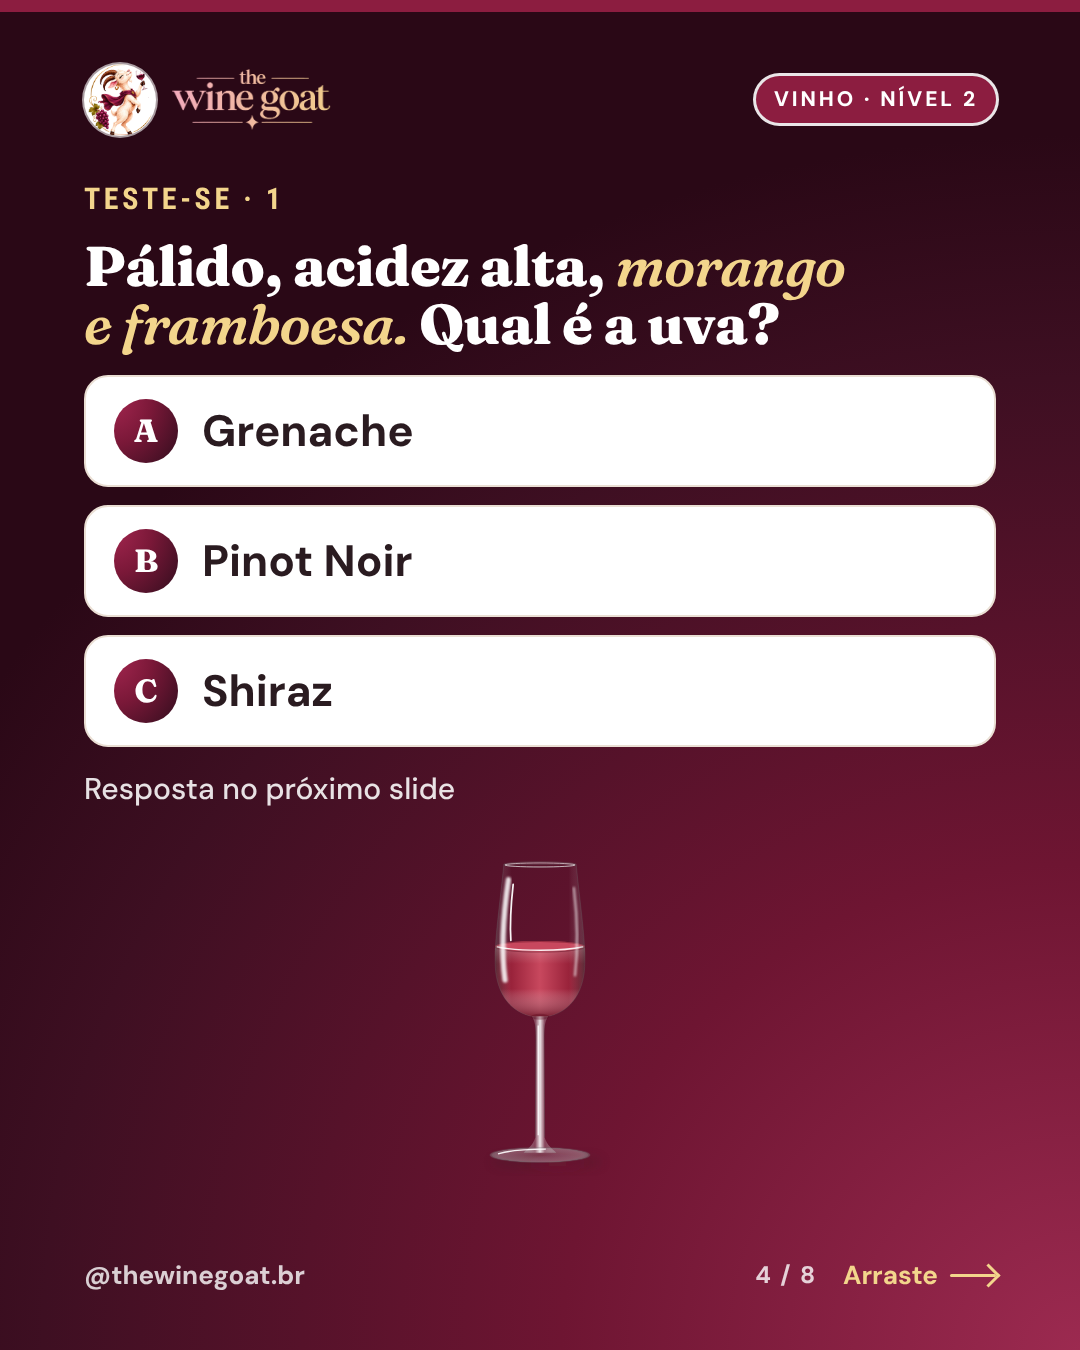 the
wine goat
VINHO · NÍVEL 2
TESTE-SE · 1
Pálido, acidez alta, morango
e framboesa. Qual é a uva?
A Grenache
B Pinot Noir
C Shiraz
Resposta no próximo slide
@thewinegoat.br
4 / 8 Arraste